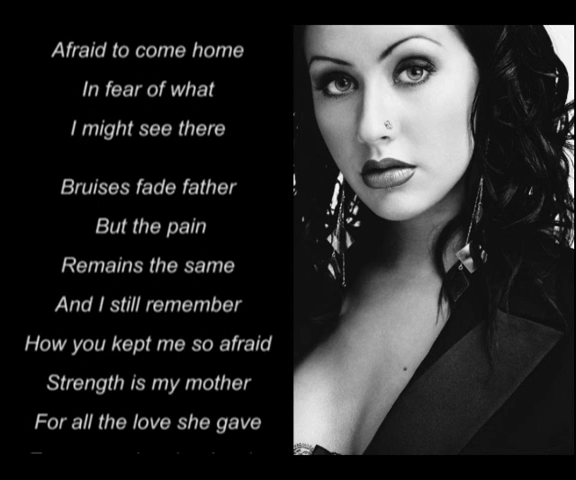 Afraid to come home
In fear of what
I might see there
Bruises fade father
But the pain
Remains the same
And I still remember
How you kept me so afraid
Strength is my mother
For all the love she gave